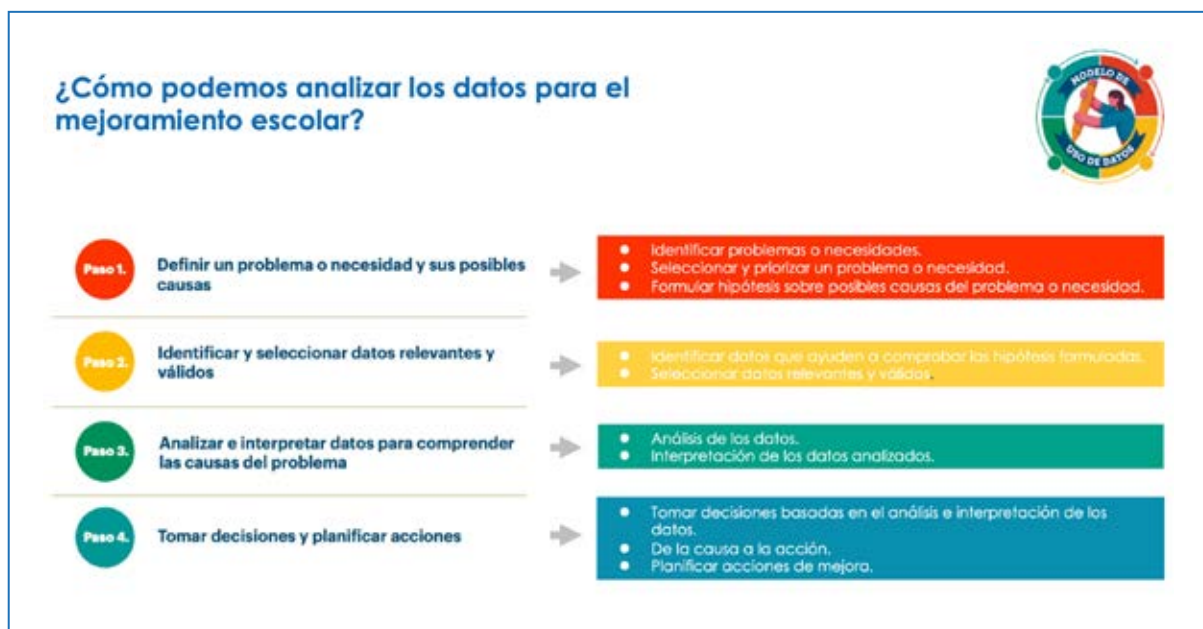 ¿Cómo podemos analizar los datos para el
mejoramiento escolar?
MODELO DE
USO DE DATOS
Paso 1.
Definir un problema o necesidad y sus posibles
causas
● Identificar problemas o necesidades.
● Seleccionar y priorizar un problema o necesidad.
● Formular hipótesis sobre posibles causas del problema o necesidad.
Paso 2.
Identificar y seleccionar datos relevantes y
válidos
● Identificar datos que ayuden a comprobar las hipótesis formuladas.
● Seleccionar datos relevantes y válidos.
Paso 3.
Analizar e interpretar datos para comprender
las causas del problema
● Análisis de los datos.
● Interpretación de los datos analizados.
Paso 4.
Tomar decisiones y planificar acciones
● Tomar decisiones basadas en el análisis e interpretación de los
datos.
● De la causa a la acción.
● Planificar acciones de mejora.